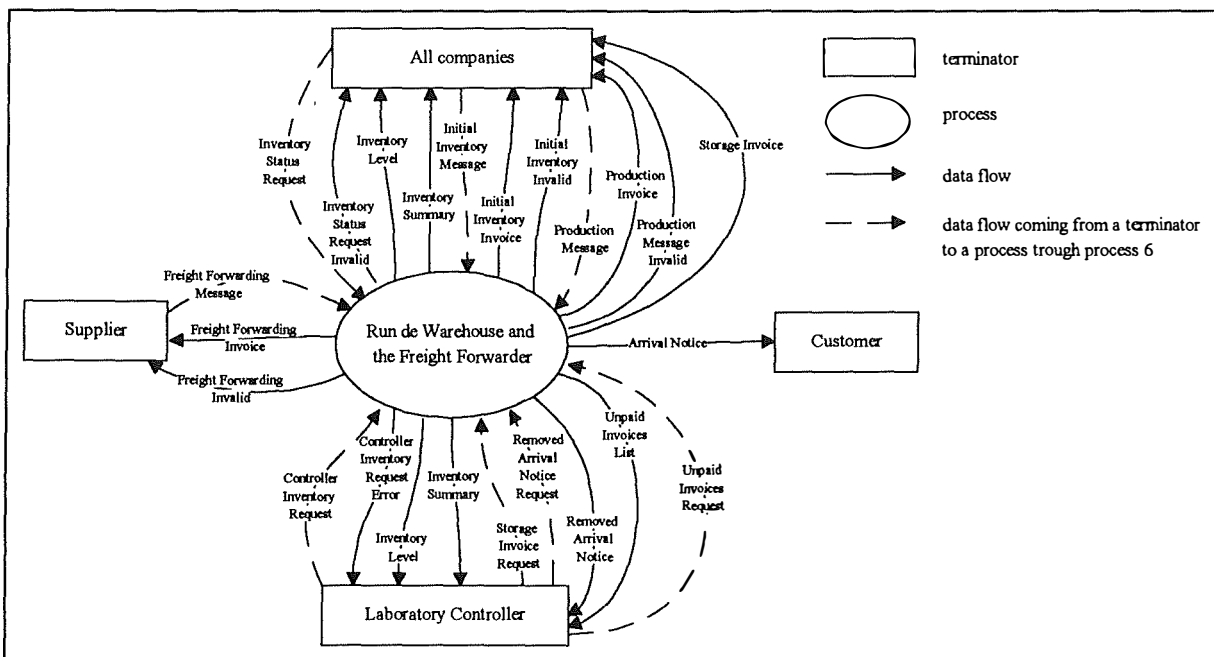 All companies
terminator
process
data flow
data flow coming from a terminator
to a process trough process 6
Inventory
Status
Request
Inventory
Status
Request
Invalid
Inventory
Level
Inventory
Summary
Initial
Inventory
Message
Initial
Inventory
Invoice
Initial
Inventory
Invalid
Production
Message
Production
Invoice
Production
Message
Invalid
Storage Invoice
Freight Forwarding
Message
Supplier
Freight Forwarding
Invoice
Freight Forwarding
Invalid
Run de Warehouse and
the Freight Forwarder
Arrival Notice
Customer
Controller
Inventory
Request
Controller
Inventory
Request
Error
Inventory
Level
Inventory
Summary
Storage
Invoice
Request
Removed
Arrival
Notice
Request
Removed
Arrival
Notice
Unpaid
Invoices
List
Unpaid
Invoices
Request
Laboratory Controller